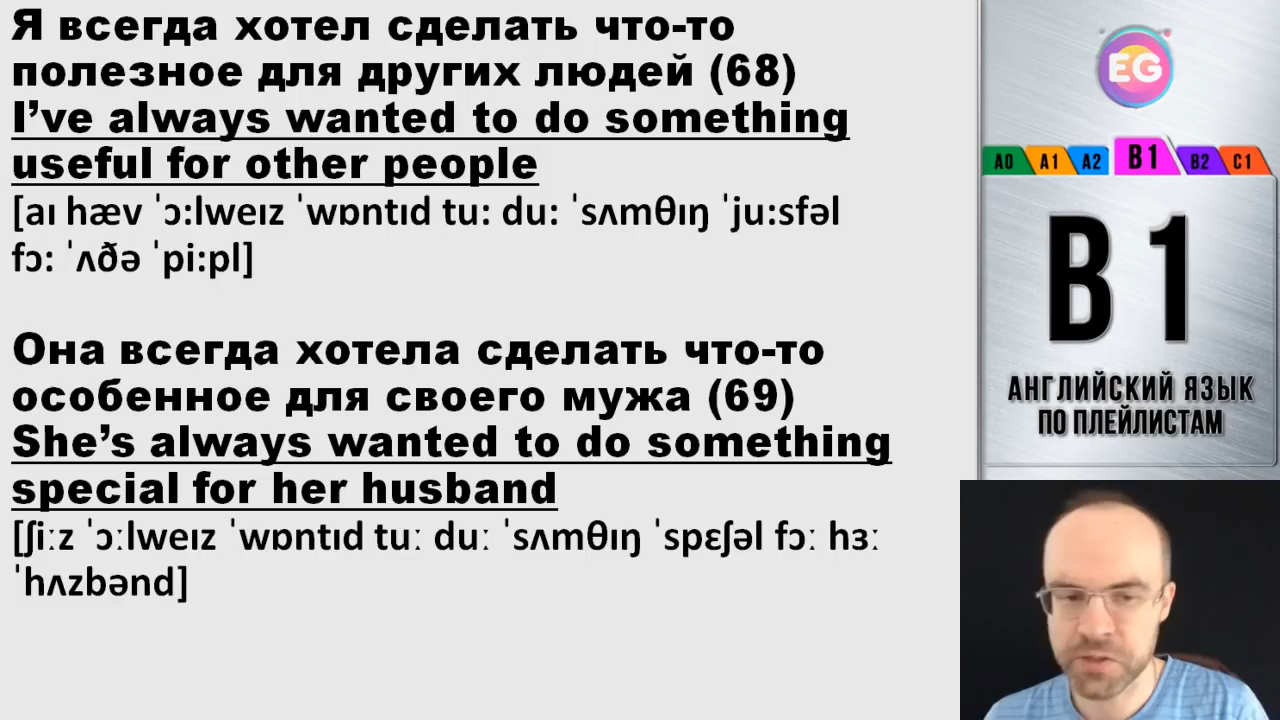 Я всегда хотел сделать что-то
полезное для других людей (68)
I’ve always wanted to do something
useful for other people
[aɪ hæv ˈɔ:lweɪz ˈwɒntɪd tu: du: ˈsʌmθɪŋ ˈju:sfəl
fɔ: ˈʌðə ˈpi:pl]
Она всегда хотела сделать что-то
особенное для своего мужа (69)
She’s always wanted to do something
special for her husband
[ʃiːz ˈɔːlweɪz ˈwɒntɪd tuː duː ˈsʌmθɪŋ ˈspɛʃəl fɔː hɜː
ˈhʌzbənd]
EG
A0 A1 A2 B1 B2 C1
B1
АНГЛИЙСКИЙ ЯЗЫК
ПО ПЛЕЙЛИСТАМ